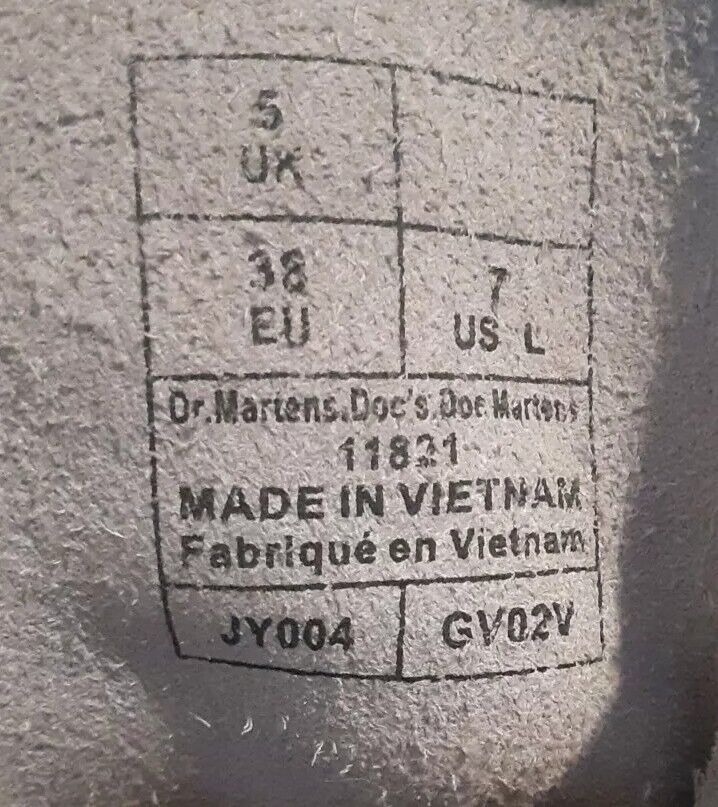 5
UK
38
EU
7
US L
Dr.Martens.Doc's.Doc Martens
11821
MADE IN VIETNAM
Fabriqué en Vietnam
JY004
GV02V